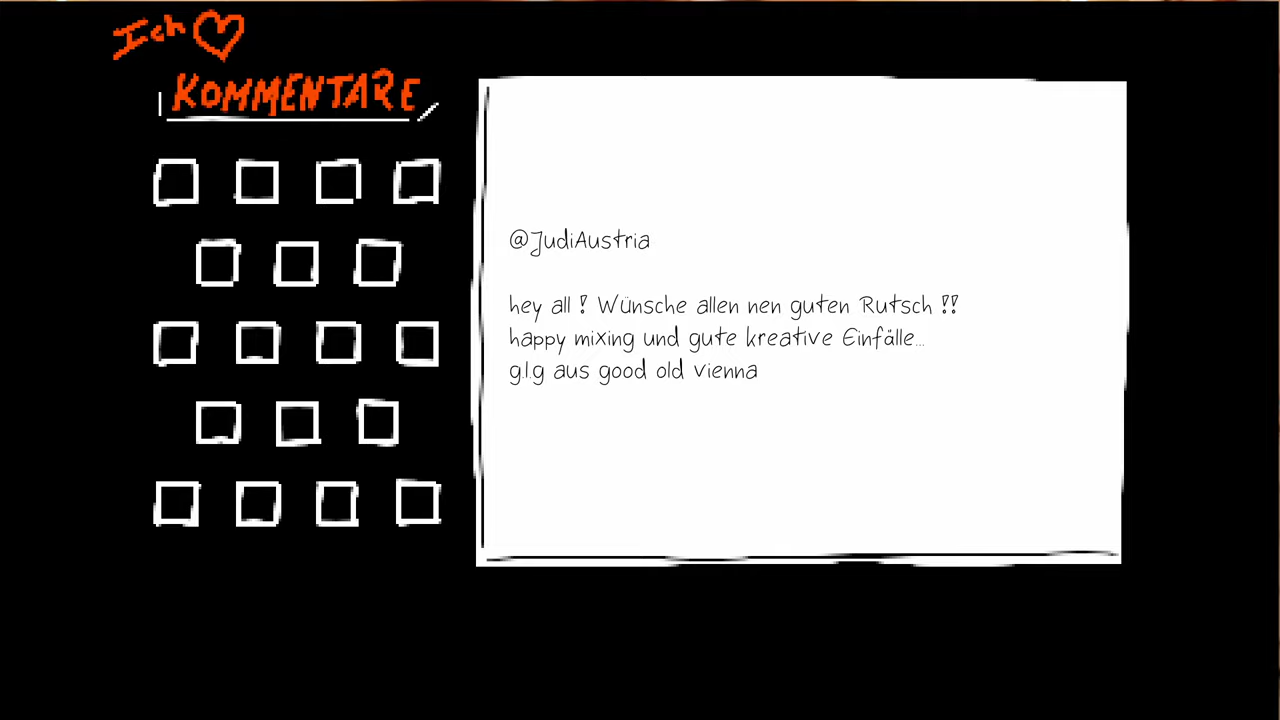 Ich
KOMMENTARE
@JudiAustria
hey all ! Wünsche allen nen guten Rutsch !!
happy mixing und gute kreative Einfälle...
g.l.g aus good old vienna